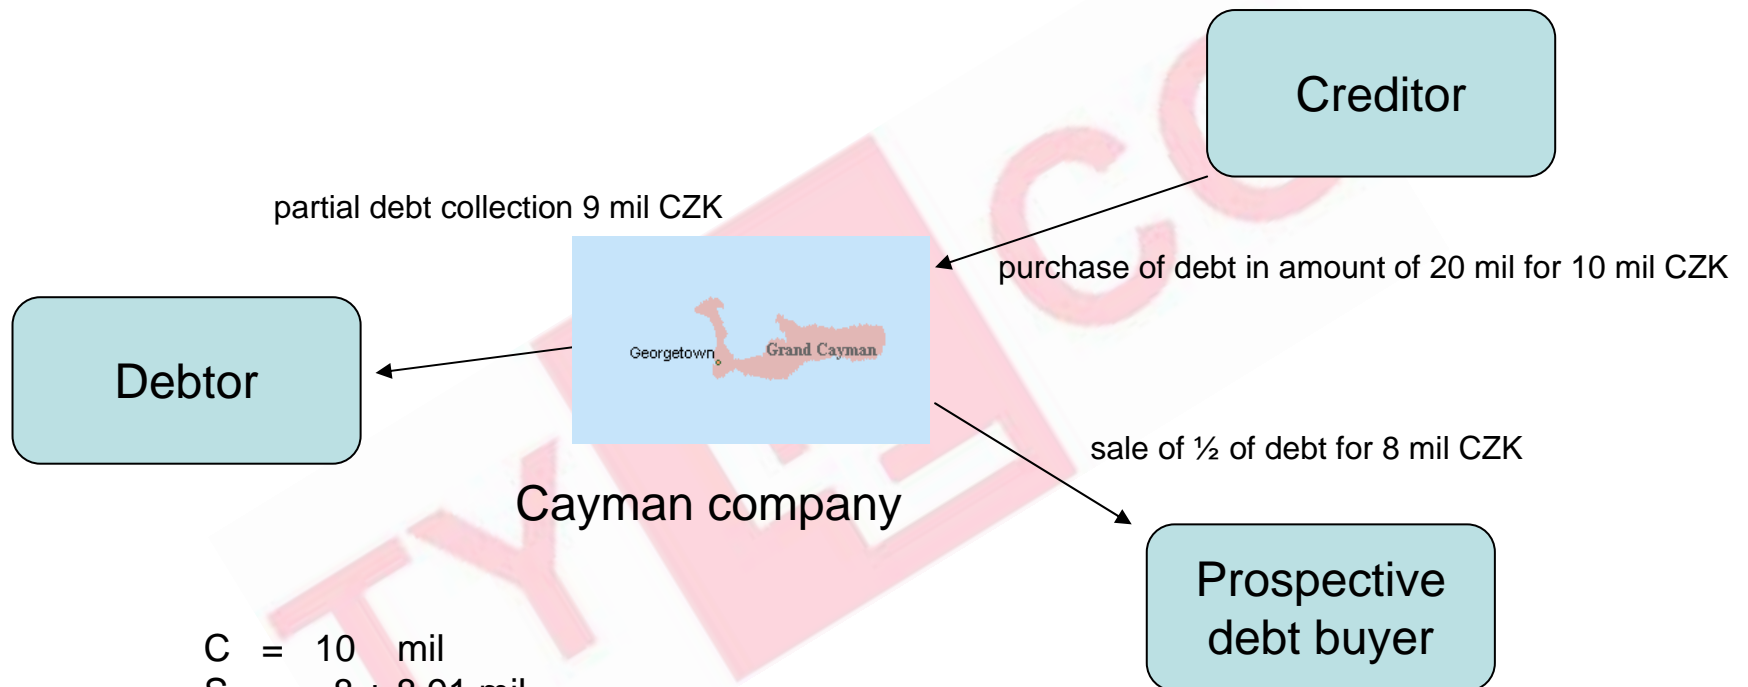 Creditor
partial debt collection 9 mil CZK
purchase of debt in amount of 20 mil for 10 mil CZK
Georgetown
Grand Cayman
Debtor
sale of ½ of debt for 8 mil CZK
Cayman company
Prospective
debt buyer
C = 10 mil
TY CO